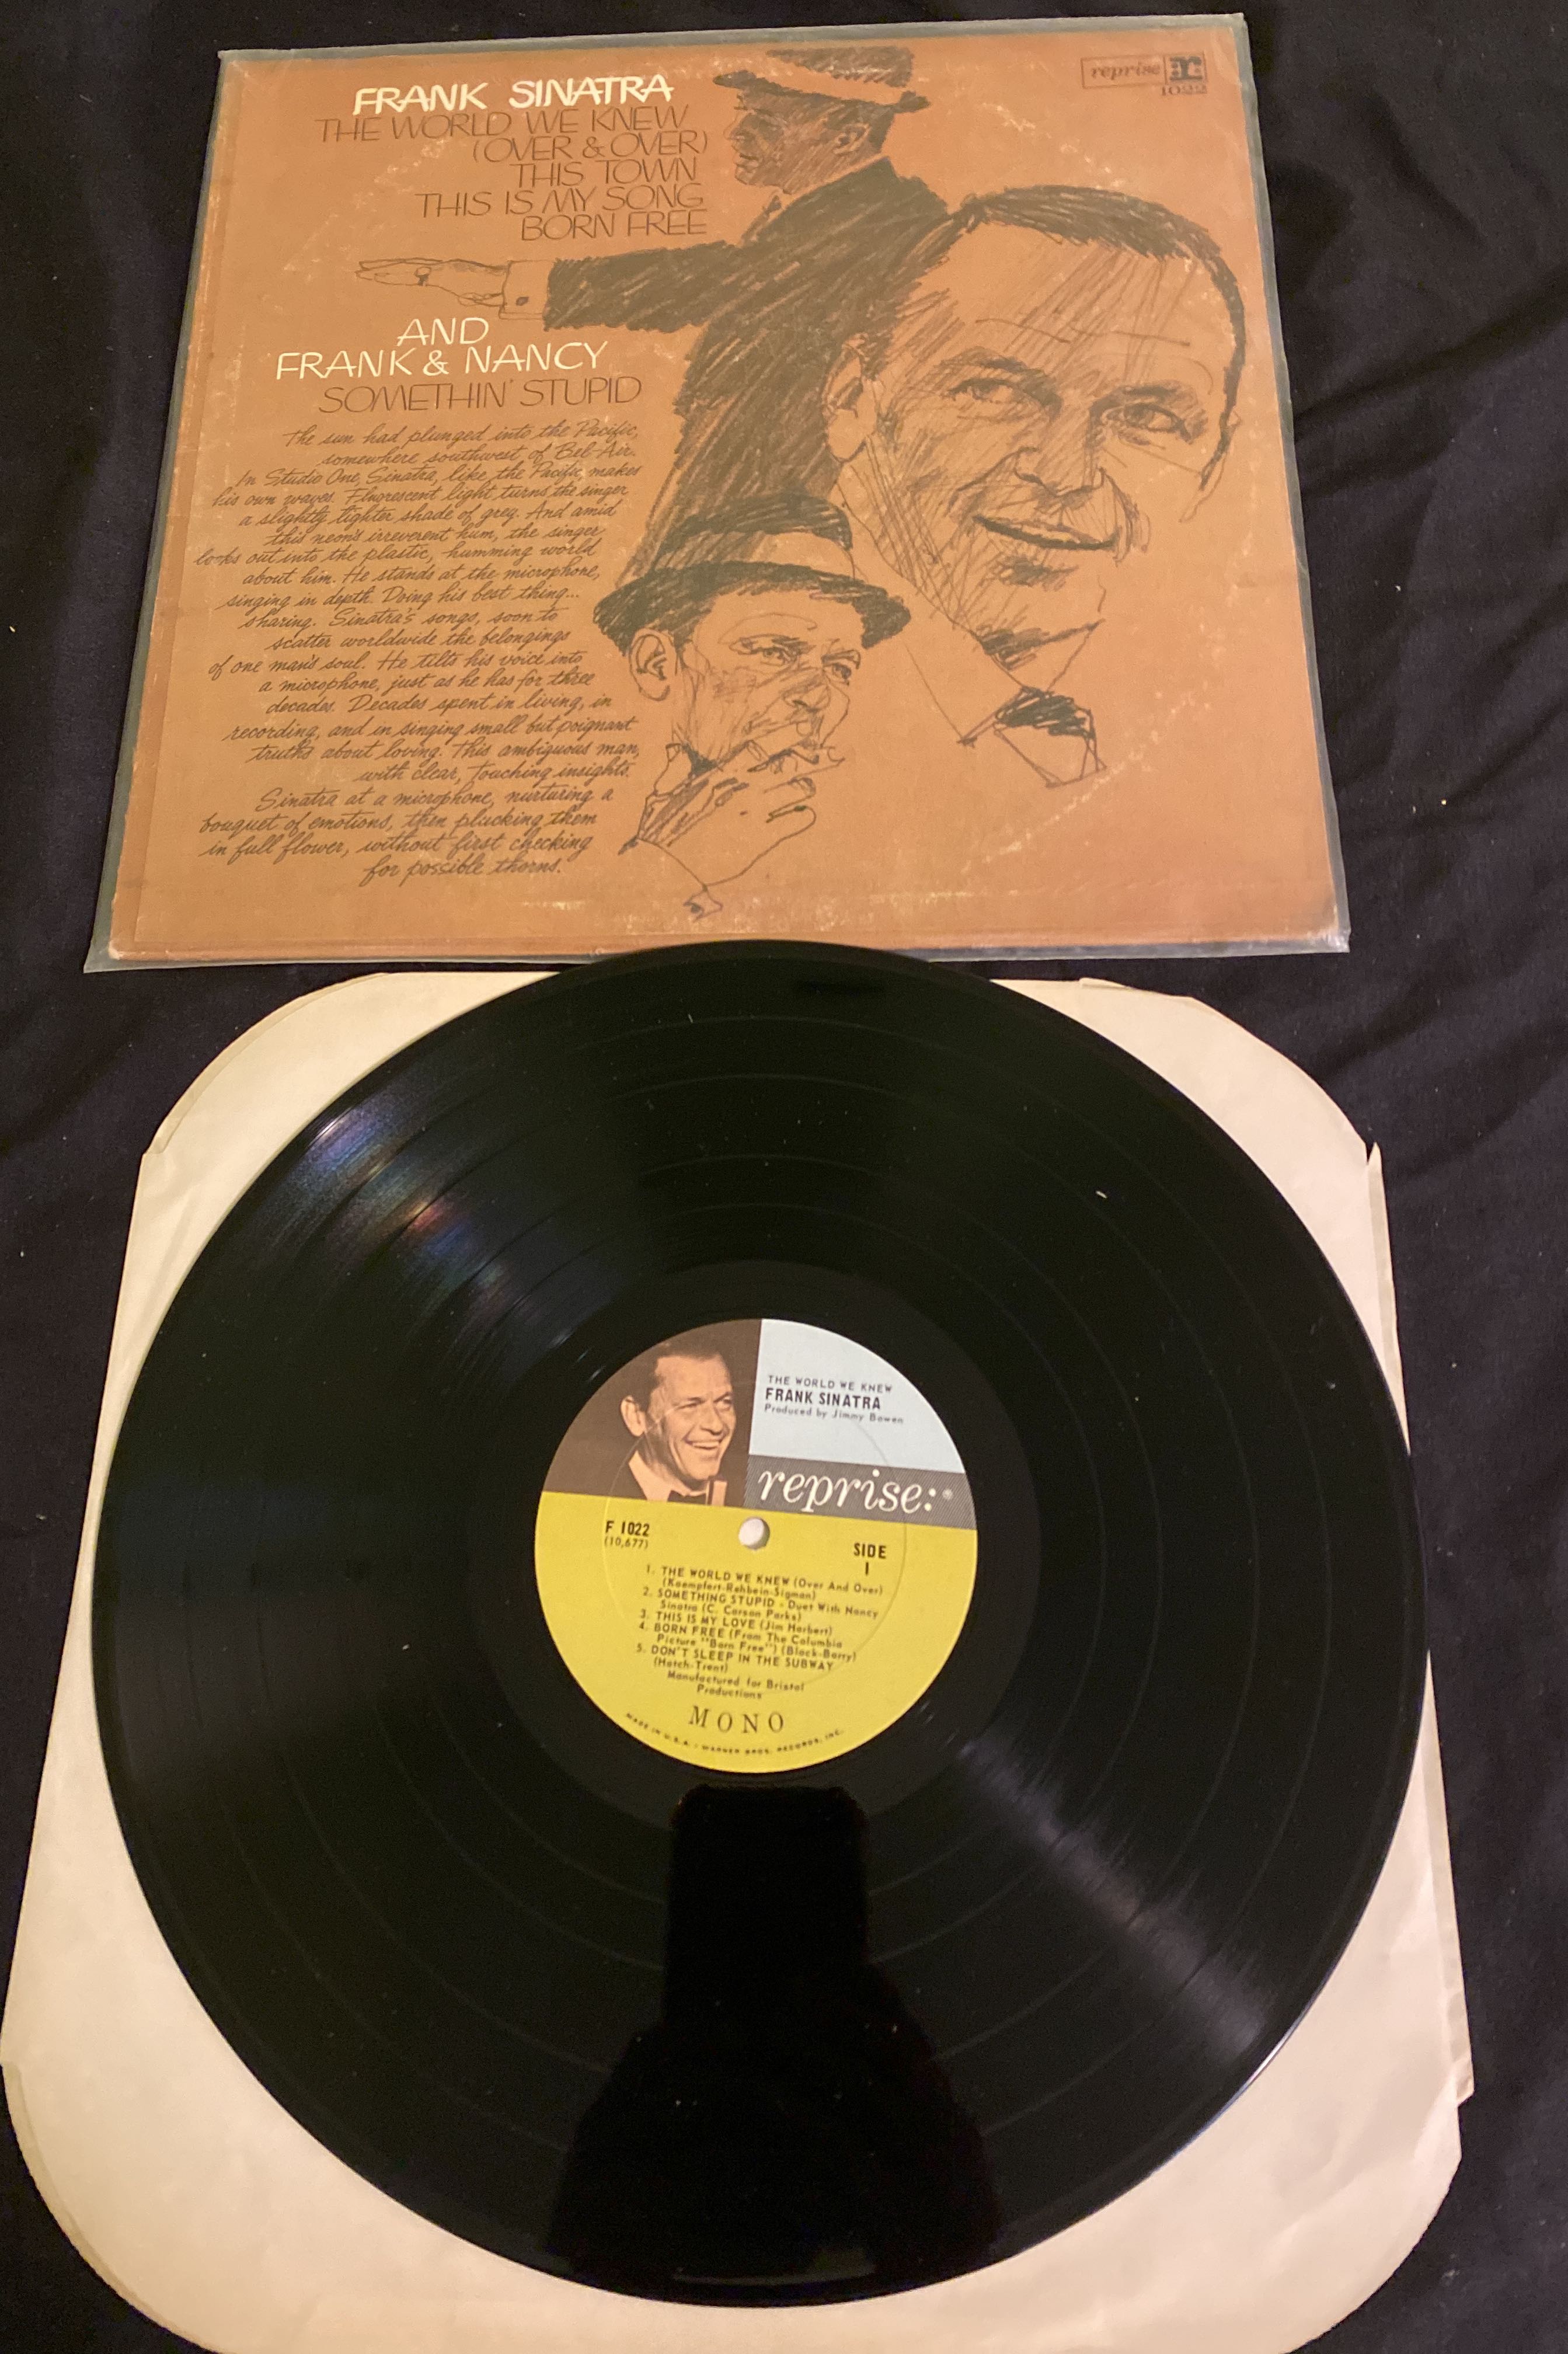 FRANK SINATRA
THE WORLD WE KNEW
(OVER & OVER)
THIS TOWN
THIS IS MY SONG
BORN FREE
reprise r:
1022
AND
FRANK & NANCY
SOMETHIN' STUPID
The sun had plunged into the Pacific,
somewhere southwest of Bel-Air.
In Studio One, Sinatra, like the Pacific, makes
his own waves. Fluorescent light turns the singer
a slightly lighter shade of grey. And amid
this neon's irreverent hum, the singer
looks out into the plastic, humming world
about him. He stands at the microphone,
singing in depth. Doing his best thing...
sharing. Sinatra's songs, soon to
scatter worldwide the belongings
of one man's soul. He tilts his voice into
a microphone, just as he has for three
decades. Decades spent in living, in
recording, and in singing small but poignant
truths about loving. This ambiguous man,
with clear, touching insights.
Sinatra at a microphone, nurturing a
bouquet of emotions, then plucking them
in full flower, without first checking
for possible thorns.
THE WORLD WE KNEW
FRANK SINATRA
Produced by Jimmy Bowen
reprise:
F 1022
(10,677)
SIDE
1
1. THE WORLD WE KNEW (Over And Over)
(Kaempfert-Rehbein-Sigman)
2. SOMETHING STUPID - Duet With Nancy
Sinatra (C. Carson Parks)
3. THIS IS MY LOVE (Jim Harbert)
4. BORN FREE (From The Columbia
Picture "Born Free") (Black-Barry)
5. DON'T SLEEP IN THE SUBWAY
(Hatch-Trent)
Manufactured for Bristol
Productions
MONO
MADE IN U.S.A. - WARNER BROS. RECORDS, INC.